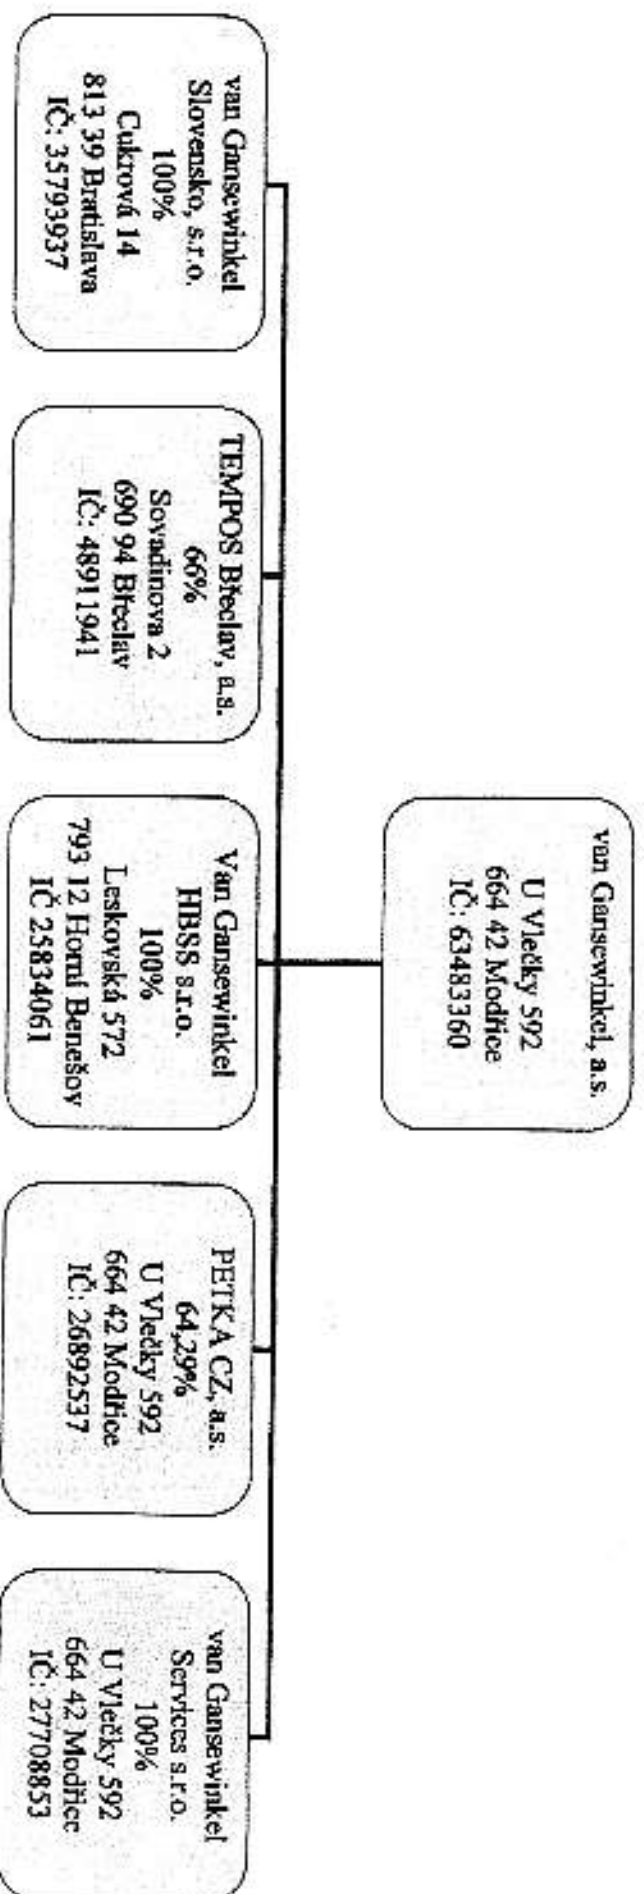 van Gansewinkel, a.s.
U Vlečky 592
664 42 Modřice
IČ: 63483360
van Gansewinkel
Slovensko, s.r.o.
100%
Cukrová 14
813 39 Bratislava
IČ: 35793937
TEMPOS Břeclav, a.s.
66%
Sovadinova 2
690 94 Břeclav
IČ: 48911941
Van Gansewinkel
HBSS s.r.o.
100%
Leskovská 572
793 12 Horní Benešov
IČ 25834061
PETKA CZ, a.s.
64,29%
U Vlečky 592
664 42 Modřice
IČ: 26892537
van Gansewinkel
Services s.r.o.
100%
U Vlečky 592
664 42 Modřice
IČ: 27708853